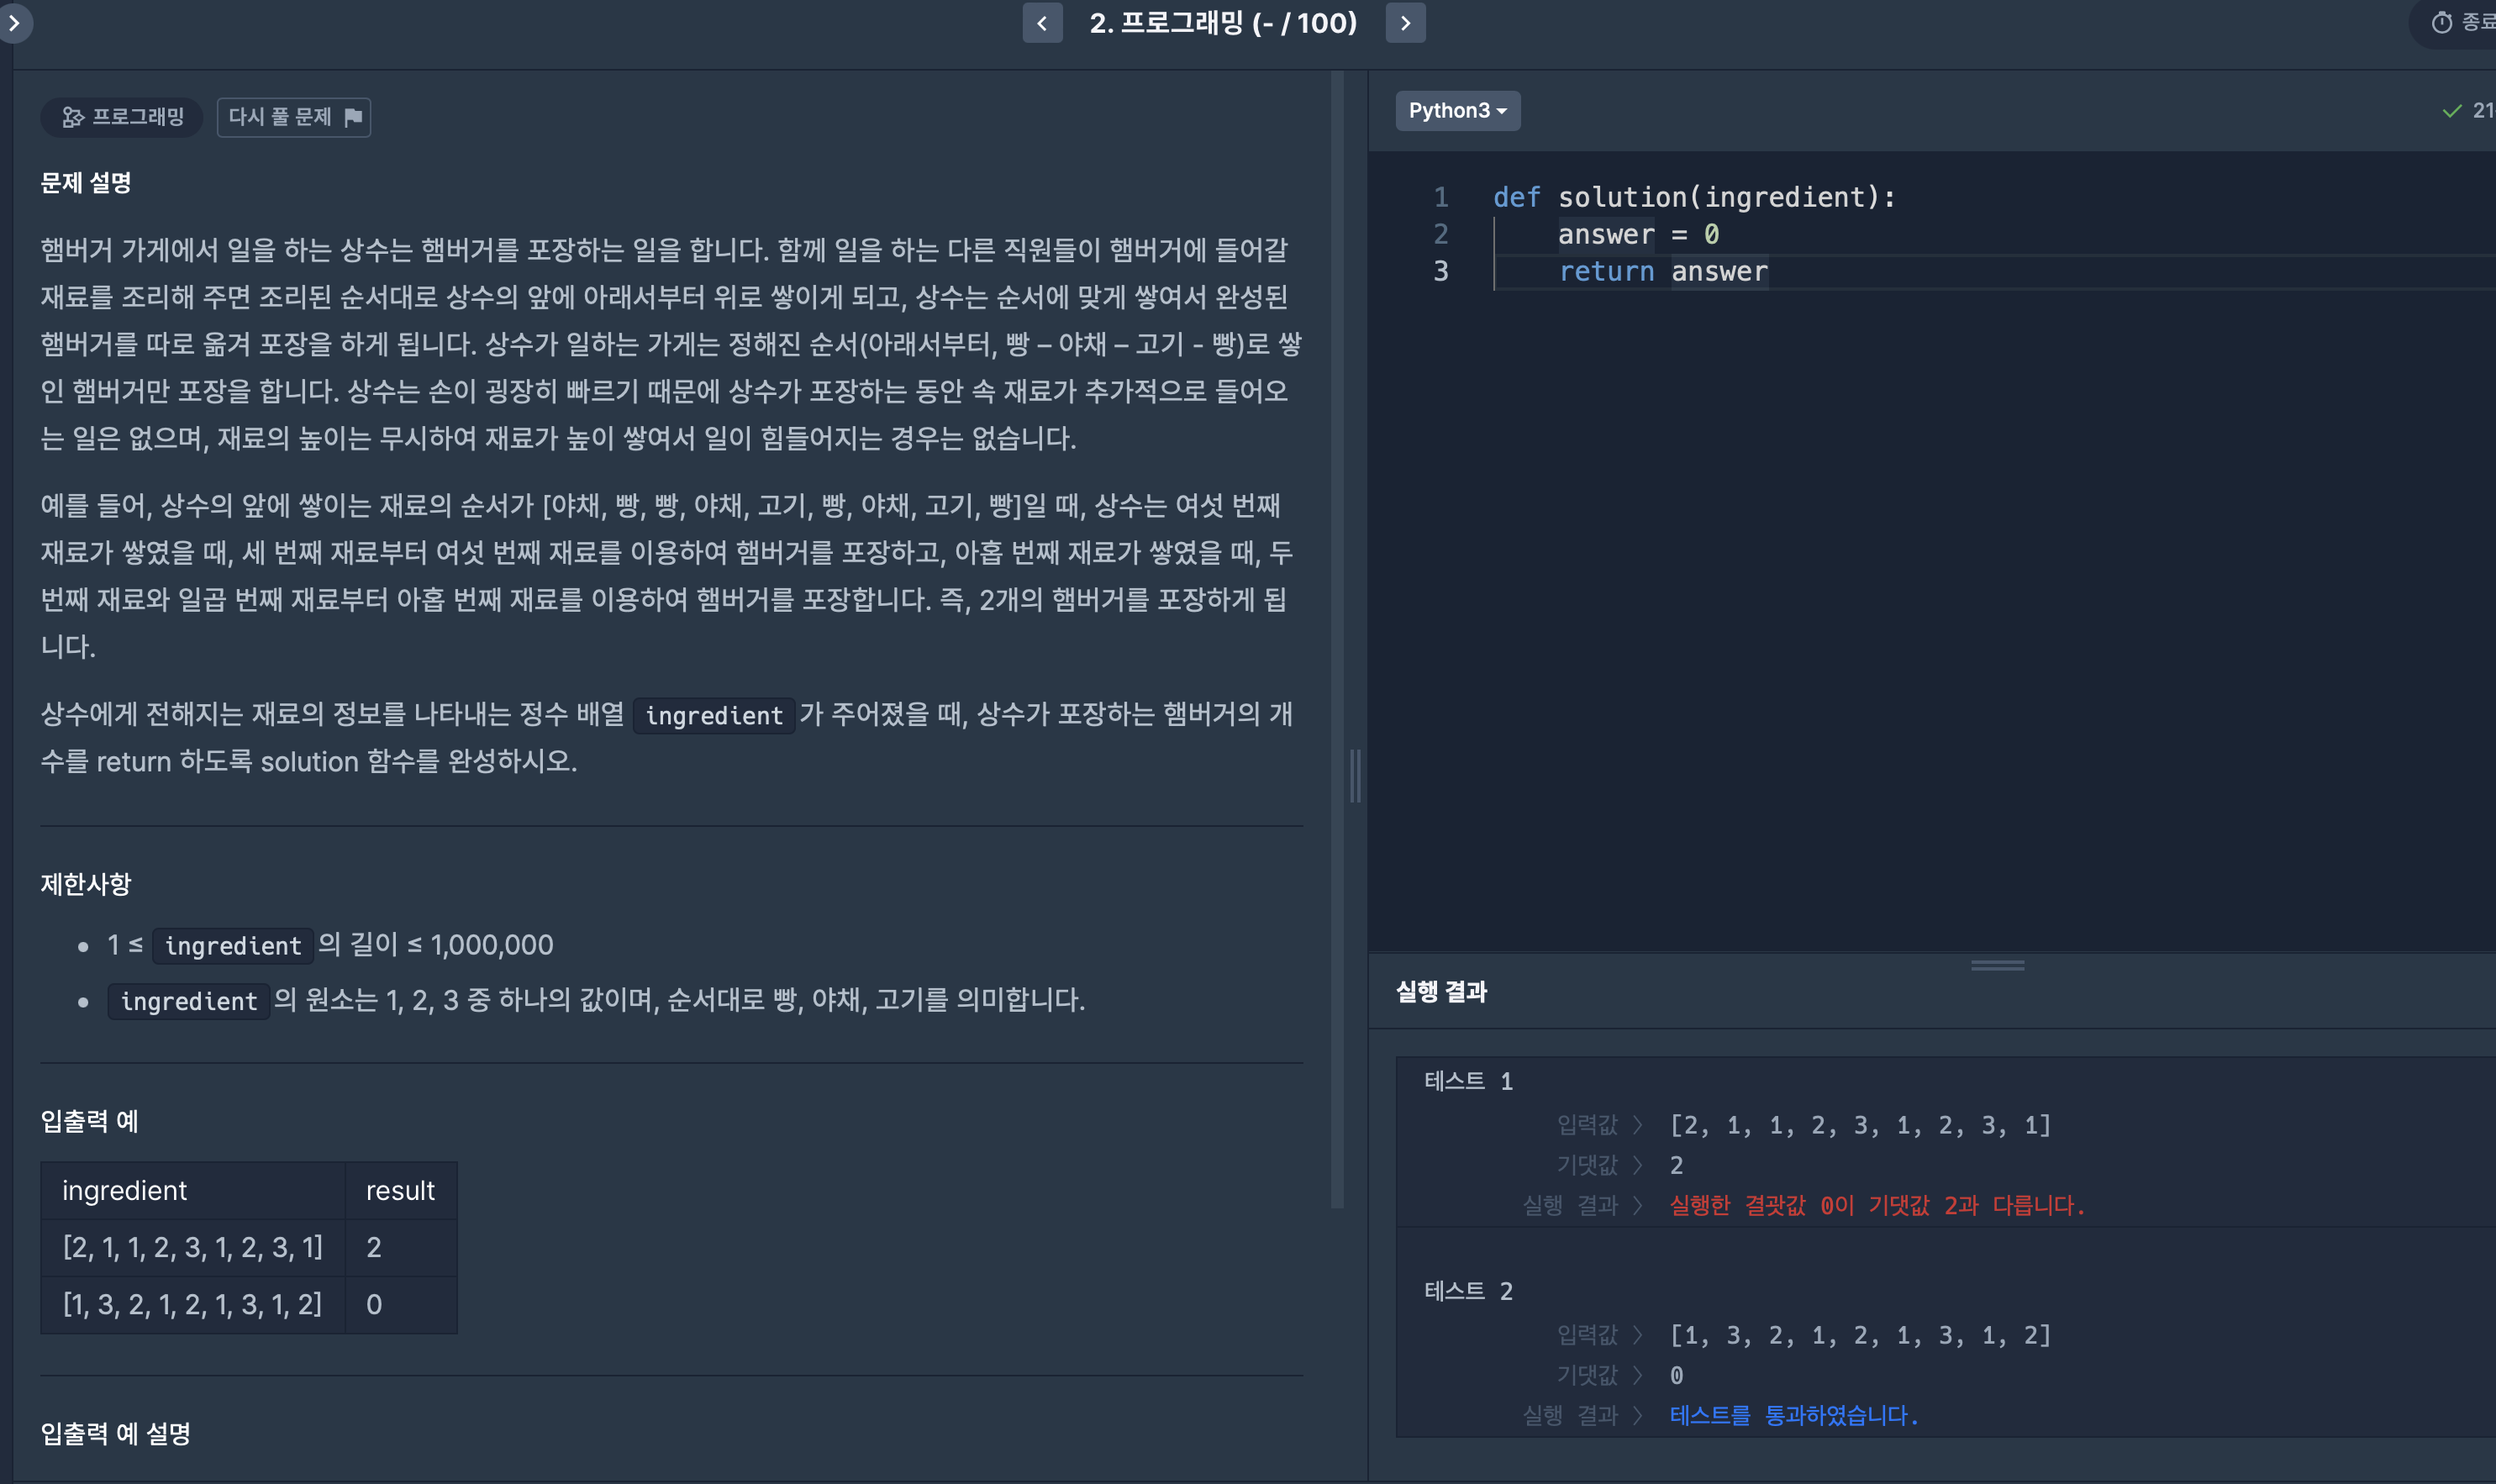 2. 프로그래밍 (- / 100)
종료
프로그래밍
다시 풀 문제
문제 설명
햄버거 가게에서 일을 하는 상수는 햄버거를 포장하는 일을 합니다. 함께 일을 하는 다른 직원들이 햄버거에 들어갈
재료를 조리해 주면 조리된 순서대로 상수의 앞에 아래서부터 위로 쌓이게 되고, 상수는 순서에 맞게 쌓여서 완성된
햄버거를 따로 옮겨 포장을 하게 됩니다. 상수가 일하는 가게는 정해진 순서(아래서부터, 빵 – 야채 – 고기 - 빵)로 쌓
인 햄버거만 포장을 합니다. 상수는 손이 굉장히 빠르기 때문에 상수가 포장하는 동안 속 재료가 추가적으로 들어오
는 일은 없으며, 재료의 높이는 무시하여 재료가 높이 쌓여서 일이 힘들어지는 경우는 없습니다.
예를 들어, 상수의 앞에 쌓이는 재료의 순서가 [야채, 빵, 빵, 야채, 고기, 빵, 야채, 고기, 빵]일 때, 상수는 여섯 번째
재료가 쌓였을 때, 세 번째 재료부터 여섯 번째 재료를 이용하여 햄버거를 포장하고, 아홉 번째 재료가 쌓였을 때, 두
번째 재료와 일곱 번째 재료부터 아홉 번째 재료를 이용하여 햄버거를 포장합니다. 즉, 2개의 햄버거를 포장하게 됩
니다.
상수에게 전해지는 재료의 정보를 나타내는 정수 배열 ingredient 가 주어졌을 때, 상수가 포장하는 햄버거의 개
수를 return 하도록 solution 함수를 완성하시오.
제한사항
• 1 ≤ ingredient 의 길이 ≤ 1,000,000
• ingredient 의 원소는 1, 2, 3 중 하나의 값이며, 순서대로 빵, 야채, 고기를 의미합니다.
입출력 예
ingredient result
[2, 1, 1, 2, 3, 1, 2, 3, 1] 2
[1, 3, 2, 1, 2, 1, 3, 1, 2] 0
입출력 예 설명
Python3
21
1 def solution(ingredient):
2 answer = 0
3 return answer
실행 결과
테스트 1
입력값 〉 [2, 1, 1, 2, 3, 1, 2, 3, 1]
기댓값 〉 2
실행 결과 〉 실행한 결괏값 0이 기댓값 2과 다릅니다.
테스트 2
입력값 〉 [1, 3, 2, 1, 2, 1, 3, 1, 2]
기댓값 〉 0
실행 결과 〉 테스트를 통과하였습니다.